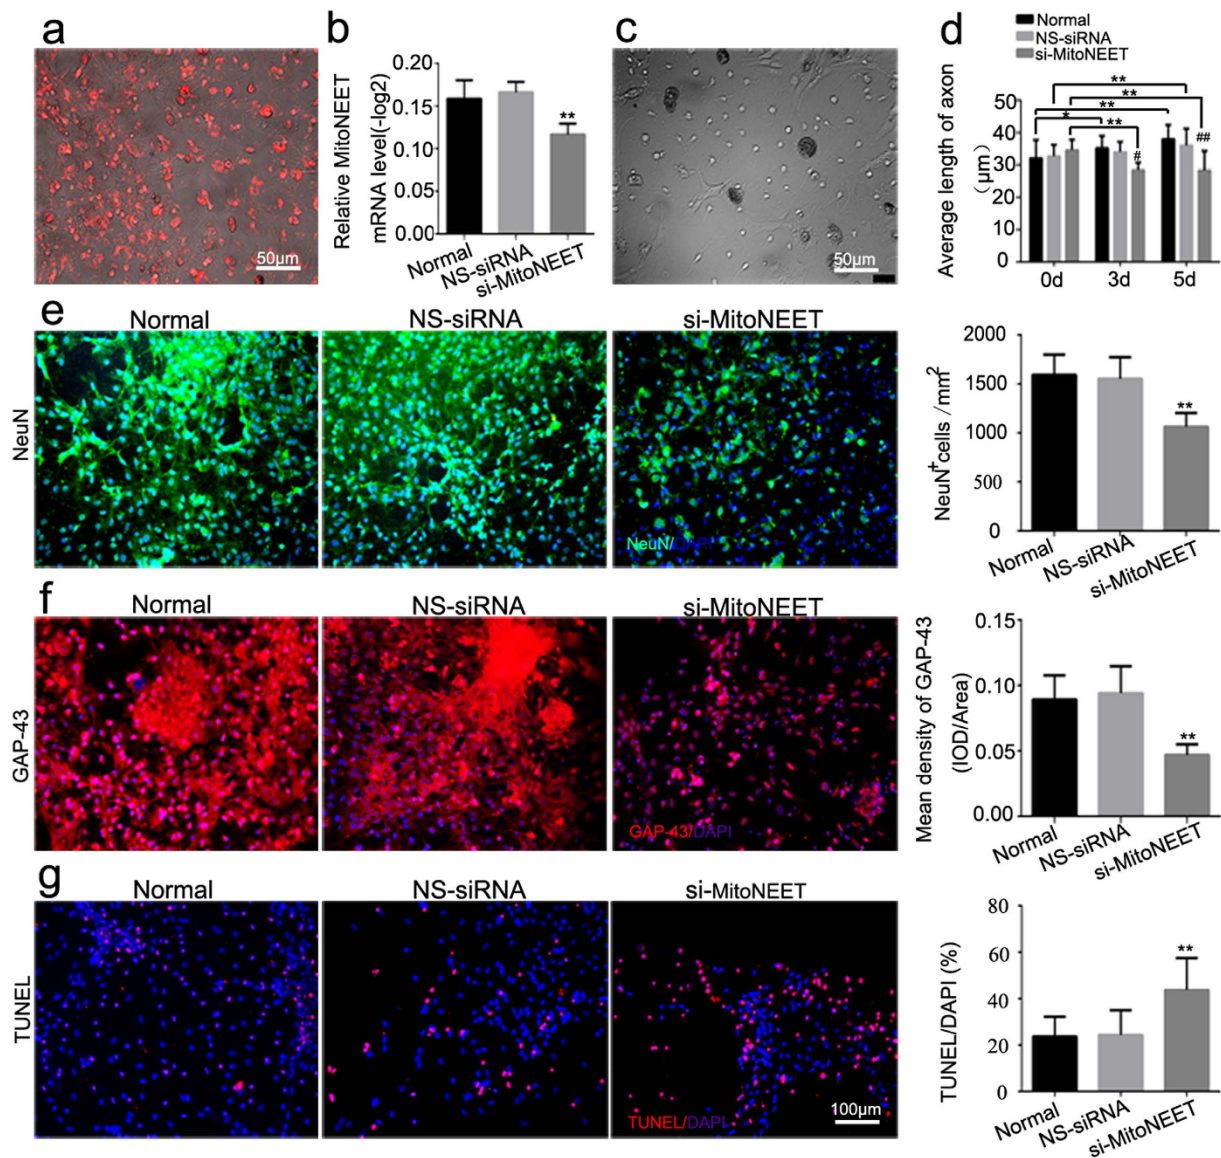 a
50μm
b
Relative MitoNEET
mRNA level(-log2)
0.20
0.15
0.10
0.05
0.00
**
Normal
NS-siRNA
si-MitoNEET
c
50μm
d
Normal
NS-siRNA
si-MitoNEET
Average length of axon
(μm)
50
40
30
20
10
0
**
**
**
*
**
#
##
0d
3d
5d
e
Normal
NS-siRNA
si-MitoNEET
NeuN
NeuN/DAPI
NeuN+cells /mm2
2000
1500
1000
500
0
**
Normal
NS-siRNA
si-MitoNEET
f
Normal
NS-siRNA
si-MitoNEET
GAP-43
GAP-43/DAPI
Mean density of GAP-43
(IOD/Area)
0.15
0.10
0.05
0.00
**
Normal
NS-siRNA
si-MitoNEET
g
Normal
NS-siRNA
si-MitoNEET
TUNEL
TUNEL/DAPI
100μm
TUNEL/DAPI (%)
80
60
40
20
0
**
Normal
NS-siRNA
si-MitoNEET